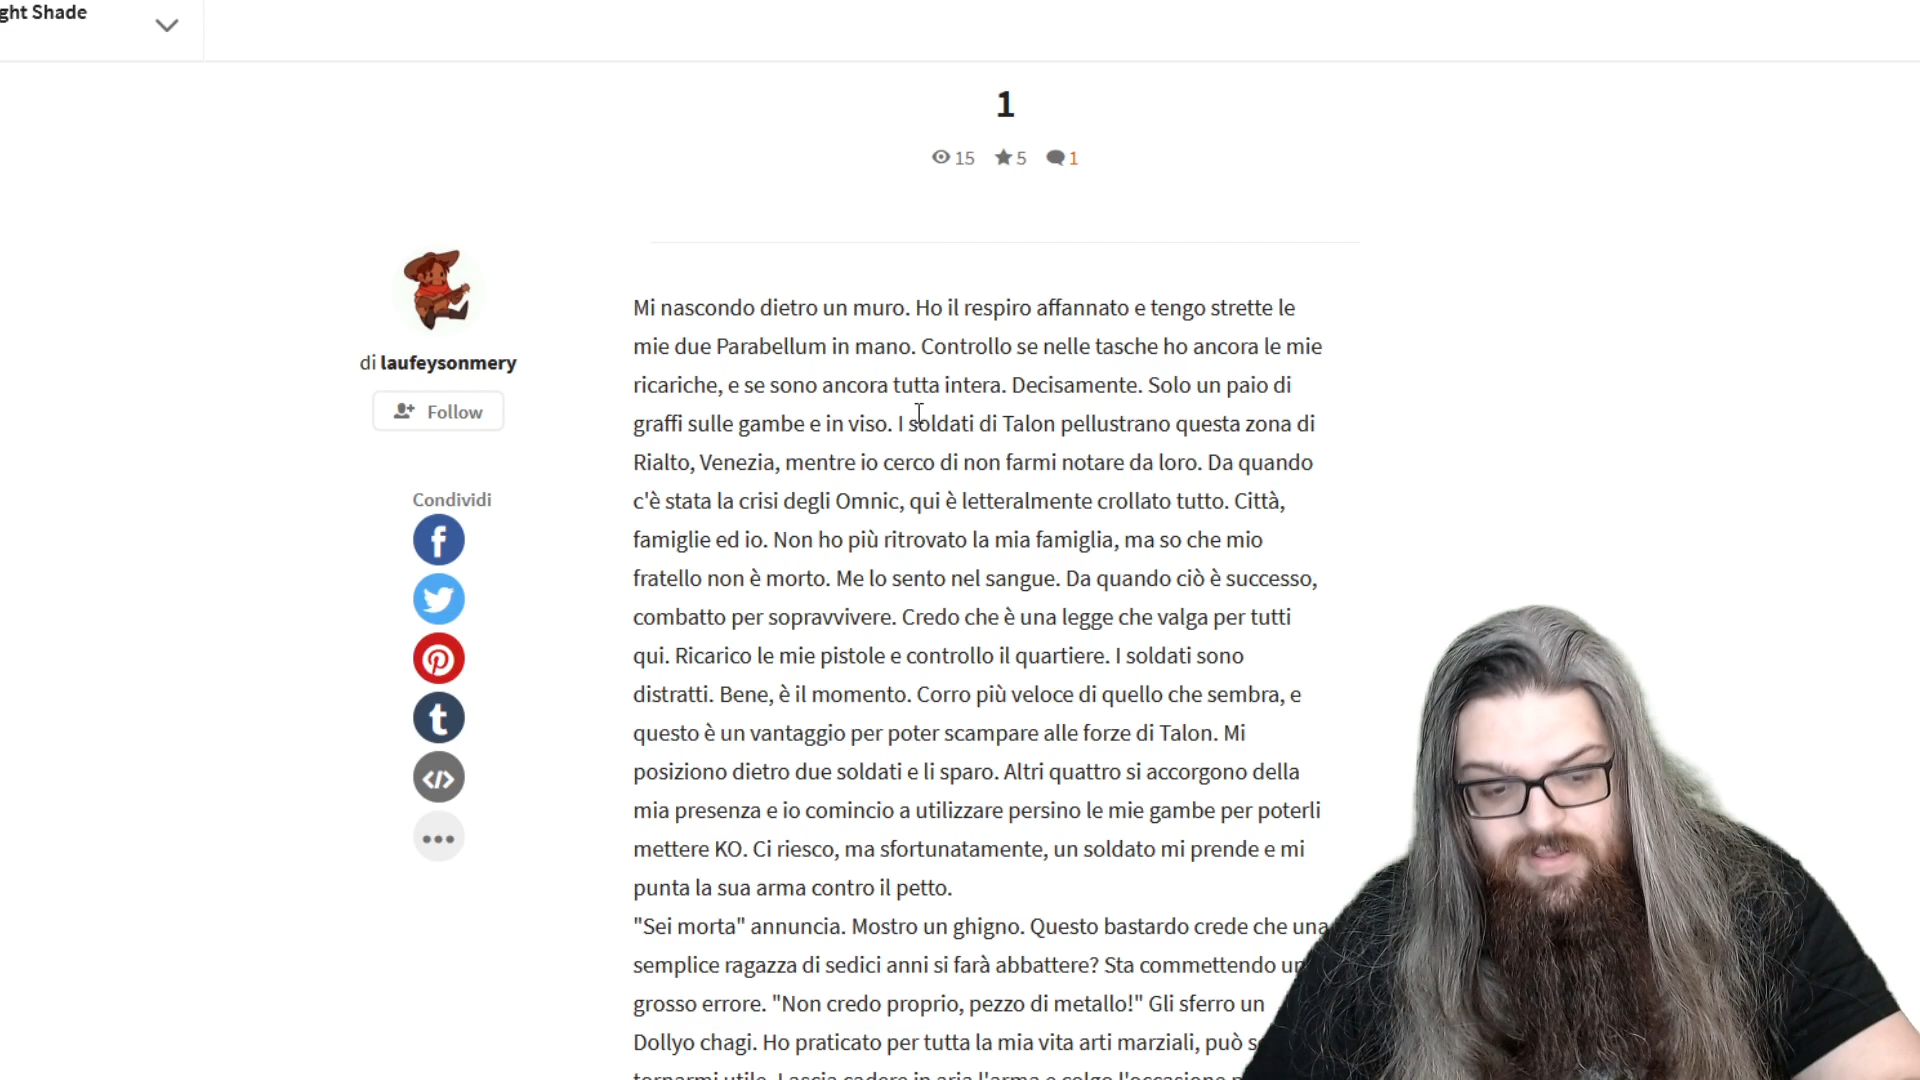 ght Shade
1
15 5 1
di laufeysonmery
Follow
Condividi
Mi nascondo dietro un muro. Ho il respiro affannato e tengo strette le
mie due Parabellum in mano. Controllo se nelle tasche ho ancora le mie
ricariche, e se sono ancora tutta intera. Decisamente. Solo un paio di
graffi sulle gambe e in viso. I soldati di Talon pellustrano questa zona di
Rialto, Venezia, mentre io cerco di non farmi notare da loro. Da quando
c'è stata la crisi degli Omnic, qui è letteralmente crollato tutto. Città,
famiglie ed io. Non ho più ritrovato la mia famiglia, ma so che mio
fratello non è morto. Me lo sento nel sangue. Da quando ciò è successo,
combatto per sopravvivere. Credo che è una legge che valga per tutti
qui. Ricarico le mie pistole e controllo il quartiere. I soldati sono
distratti. Bene, è il momento. Corro più veloce di quello che sembra, e
questo è un vantaggio per poter scampare alle forze di Talon. Mi
posiziono dietro due soldati e li sparo. Altri quattro si accorgono della
mia presenza e io comincio a utilizzare persino le mie gambe per poterli
mettere KO. Ci riesco, ma sfortunatamente, un soldato mi prende e mi
punta la sua arma contro il petto.
"Sei morta" annuncia. Mostro un ghigno. Questo bastardo crede che una
semplice ragazza di sedici anni si farà abbattere? Sta commettendo un
grosso errore. "Non credo proprio, pezzo di metallo!" Gli sferro un
Dollyo chagi. Ho praticato per tutta la mia vita arti marziali, può
tornarmi utile. Lascia cadere in aria l'arma e colgo l'occasione